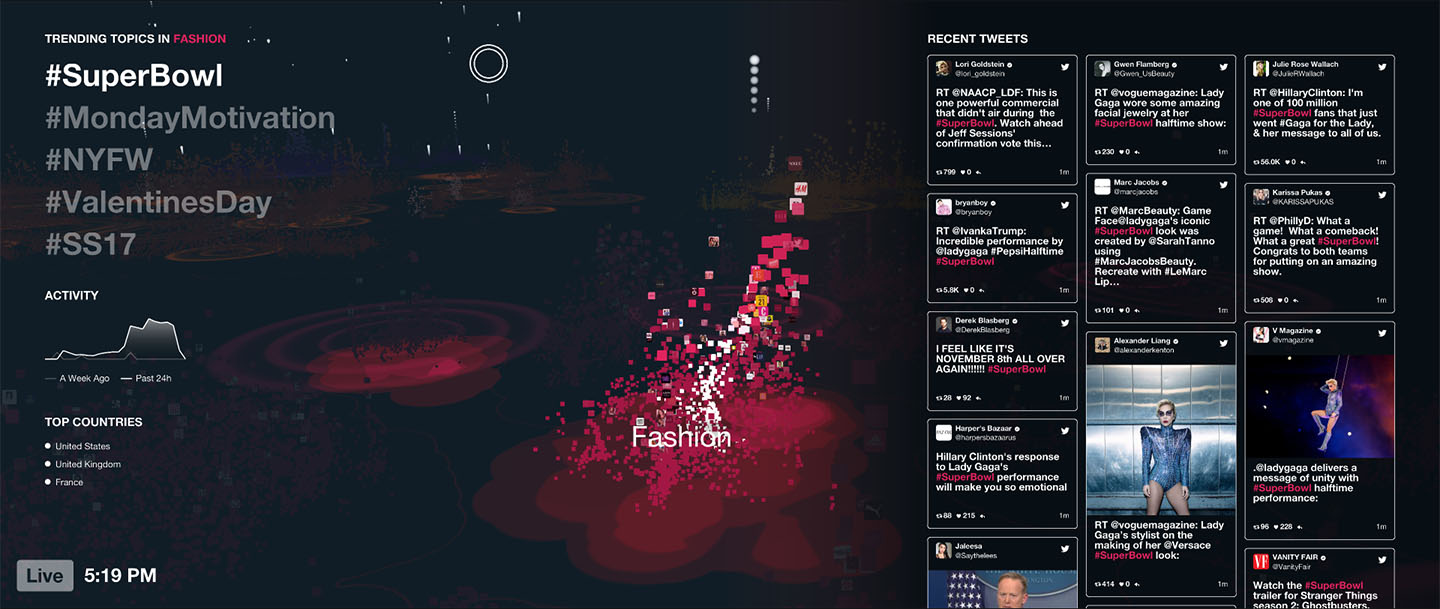 TRENDING TOPICS IN FASHION
#SuperBowl
#MondayMotivation
#NYFW
#ValentinesDay
#SS17
ACTIVITY
A Week Ago
Past 24h
TOP COUNTRIES
United States
United Kingdom
France
Live
5:19 PM
H&M
21
C
Fashion
RECENT TWEETS
Lori Goldstein
@lori_goldstein
RT @NAACP_LDF: This is
one powerful commercial
that didn't air during the
#SuperBowl. Watch ahead
of Jeff Sessions'
confirmation vote this…
799
0
1m
bryanboy
@bryanboy
RT @IvankaTrump:
Incredible performance by
@ladygaga #PepsiHalftime
#SuperBowl
5.8K
0
1m
Derek Blasberg
@DerekBlasberg
I FEEL LIKE IT'S
NOVEMBER 8th ALL OVER
AGAIN!!!!!! #SuperBowl
28
92
1m
Harper's Bazaar
@harpersbazaarus
Hillary Clinton's response
to Lady Gaga's
#SuperBowl performance
will make you so emotional
88
215
1m
Jaleesa
@Saythelees
Gwen Flamberg
@Gwen_UsBeauty
RT @voguemagazine: Lady
Gaga wore some amazing
facial jewelry at her
#SuperBowl halftime show:
230
0
1m
Marc Jacobs
@marcjacobs
RT @MarcBeauty: Game
Face@ladygaga's iconic
#SuperBowl look was
created by @SarahTanno
using
#MarcJacobsBeauty.
Recreate with #LeMarc
Lip…
101
0
1m
Alexander Liang
@alexanderkenton
RT @voguemagazine: Lady
Gaga's stylist on the
making of her @Versace
#SuperBowl look:
414
0
1m
Julie Rose Wallach
@JulieRWallach
RT @HillaryClinton: I'm
one of 100 million
#SuperBowl fans that just
went #Gaga for the Lady,
& her message to all of us.
56.0K
0
1m
Karissa Pukas
@KARISSAPUKAS
RT @PhillyD: What a
game! What a comeback!
What a great #SuperBowl!
Congrats to both teams
for putting on an amazing
show.
508
0
1m
V Magazine
@vmagazine
.@ladygaga delivers a
message of unity with
#SuperBowl halftime
performance:
96
228
1m
VF
VANITY FAIR
@VanityFair
Watch the #SuperBowl
trailer for Stranger Things
season 2: Ghostbusters,